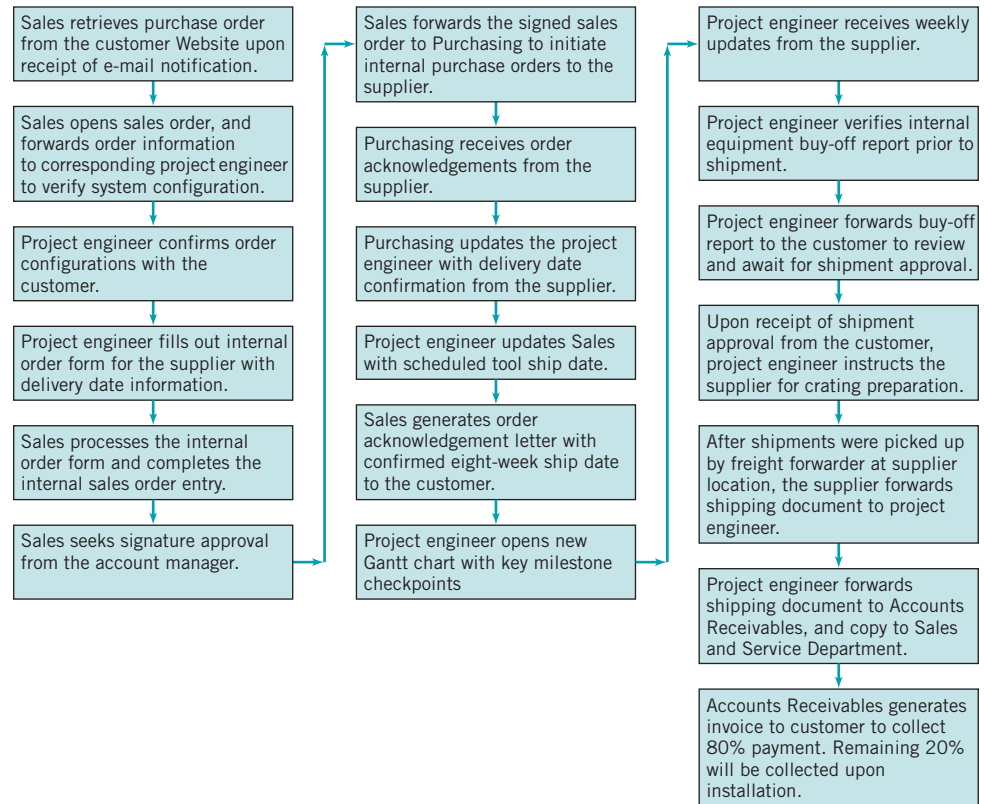 Sales retrieves purchase order
from the customer Website upon
receipt of e-mail notification.
Sales opens sales order, and
forwards order information
to corresponding project engineer
to verify system configuration.
Project engineer confirms order
configurations with the
customer.
Project engineer fills out internal
order form for the supplier with
delivery date information.
Sales processes the internal
order form and completes the
internal sales order entry.
Sales seeks signature approval
from the account manager.
Sales forwards the signed sales
order to Purchasing to initiate
internal purchase orders to the
supplier.
Purchasing receives order
acknowledgements from the
supplier.
Purchasing updates the project
engineer with delivery date
confirmation from the supplier.
Project engineer updates Sales
with scheduled tool ship date.
Sales generates order
acknowledgement letter with
confirmed eight-week ship date
to the customer.
Project engineer opens new
Gantt chart with key milestone
checkpoints
Project engineer receives weekly
updates from the supplier.
Project engineer verifies internal
equipment buy-off report prior to
shipment.
Project engineer forwards buy-off
report to the customer to review
and await for shipment approval.
Upon receipt of shipment
approval from the customer,
project engineer instructs the
supplier for crating preparation.
After shipments were picked up
by freight forwarder at supplier
location, the supplier forwards
shipping document to project
engineer.
Project engineer forwards
shipping document to Accounts
Receivables, and copy to Sales
and Service Department.
Accounts Receivables generates
invoice to customer to collect
80% payment. Remaining 20%
will be collected upon
installation.